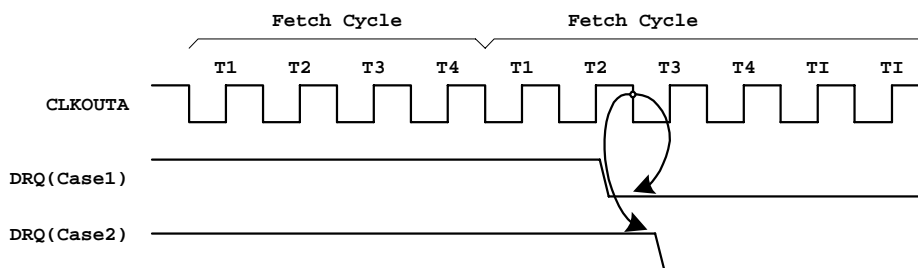 Fetch Cycle Fetch Cycle
T1 T2 T3 T4 T1 T2 T3 T4 TI TI
CLKOUTA
DRQ(Case1)
DRQ(Case2)